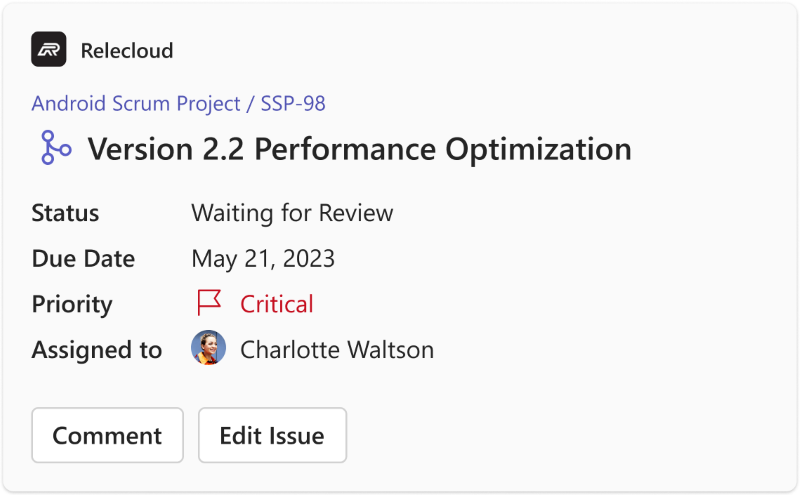 Relecloud
Android Scrum Project / SSP-98
Version 2.2 Performance Optimization
Status Waiting for Review
Due Date May 21, 2023
Priority Critical
Assigned to Charlotte Waltson
Comment Edit Issue